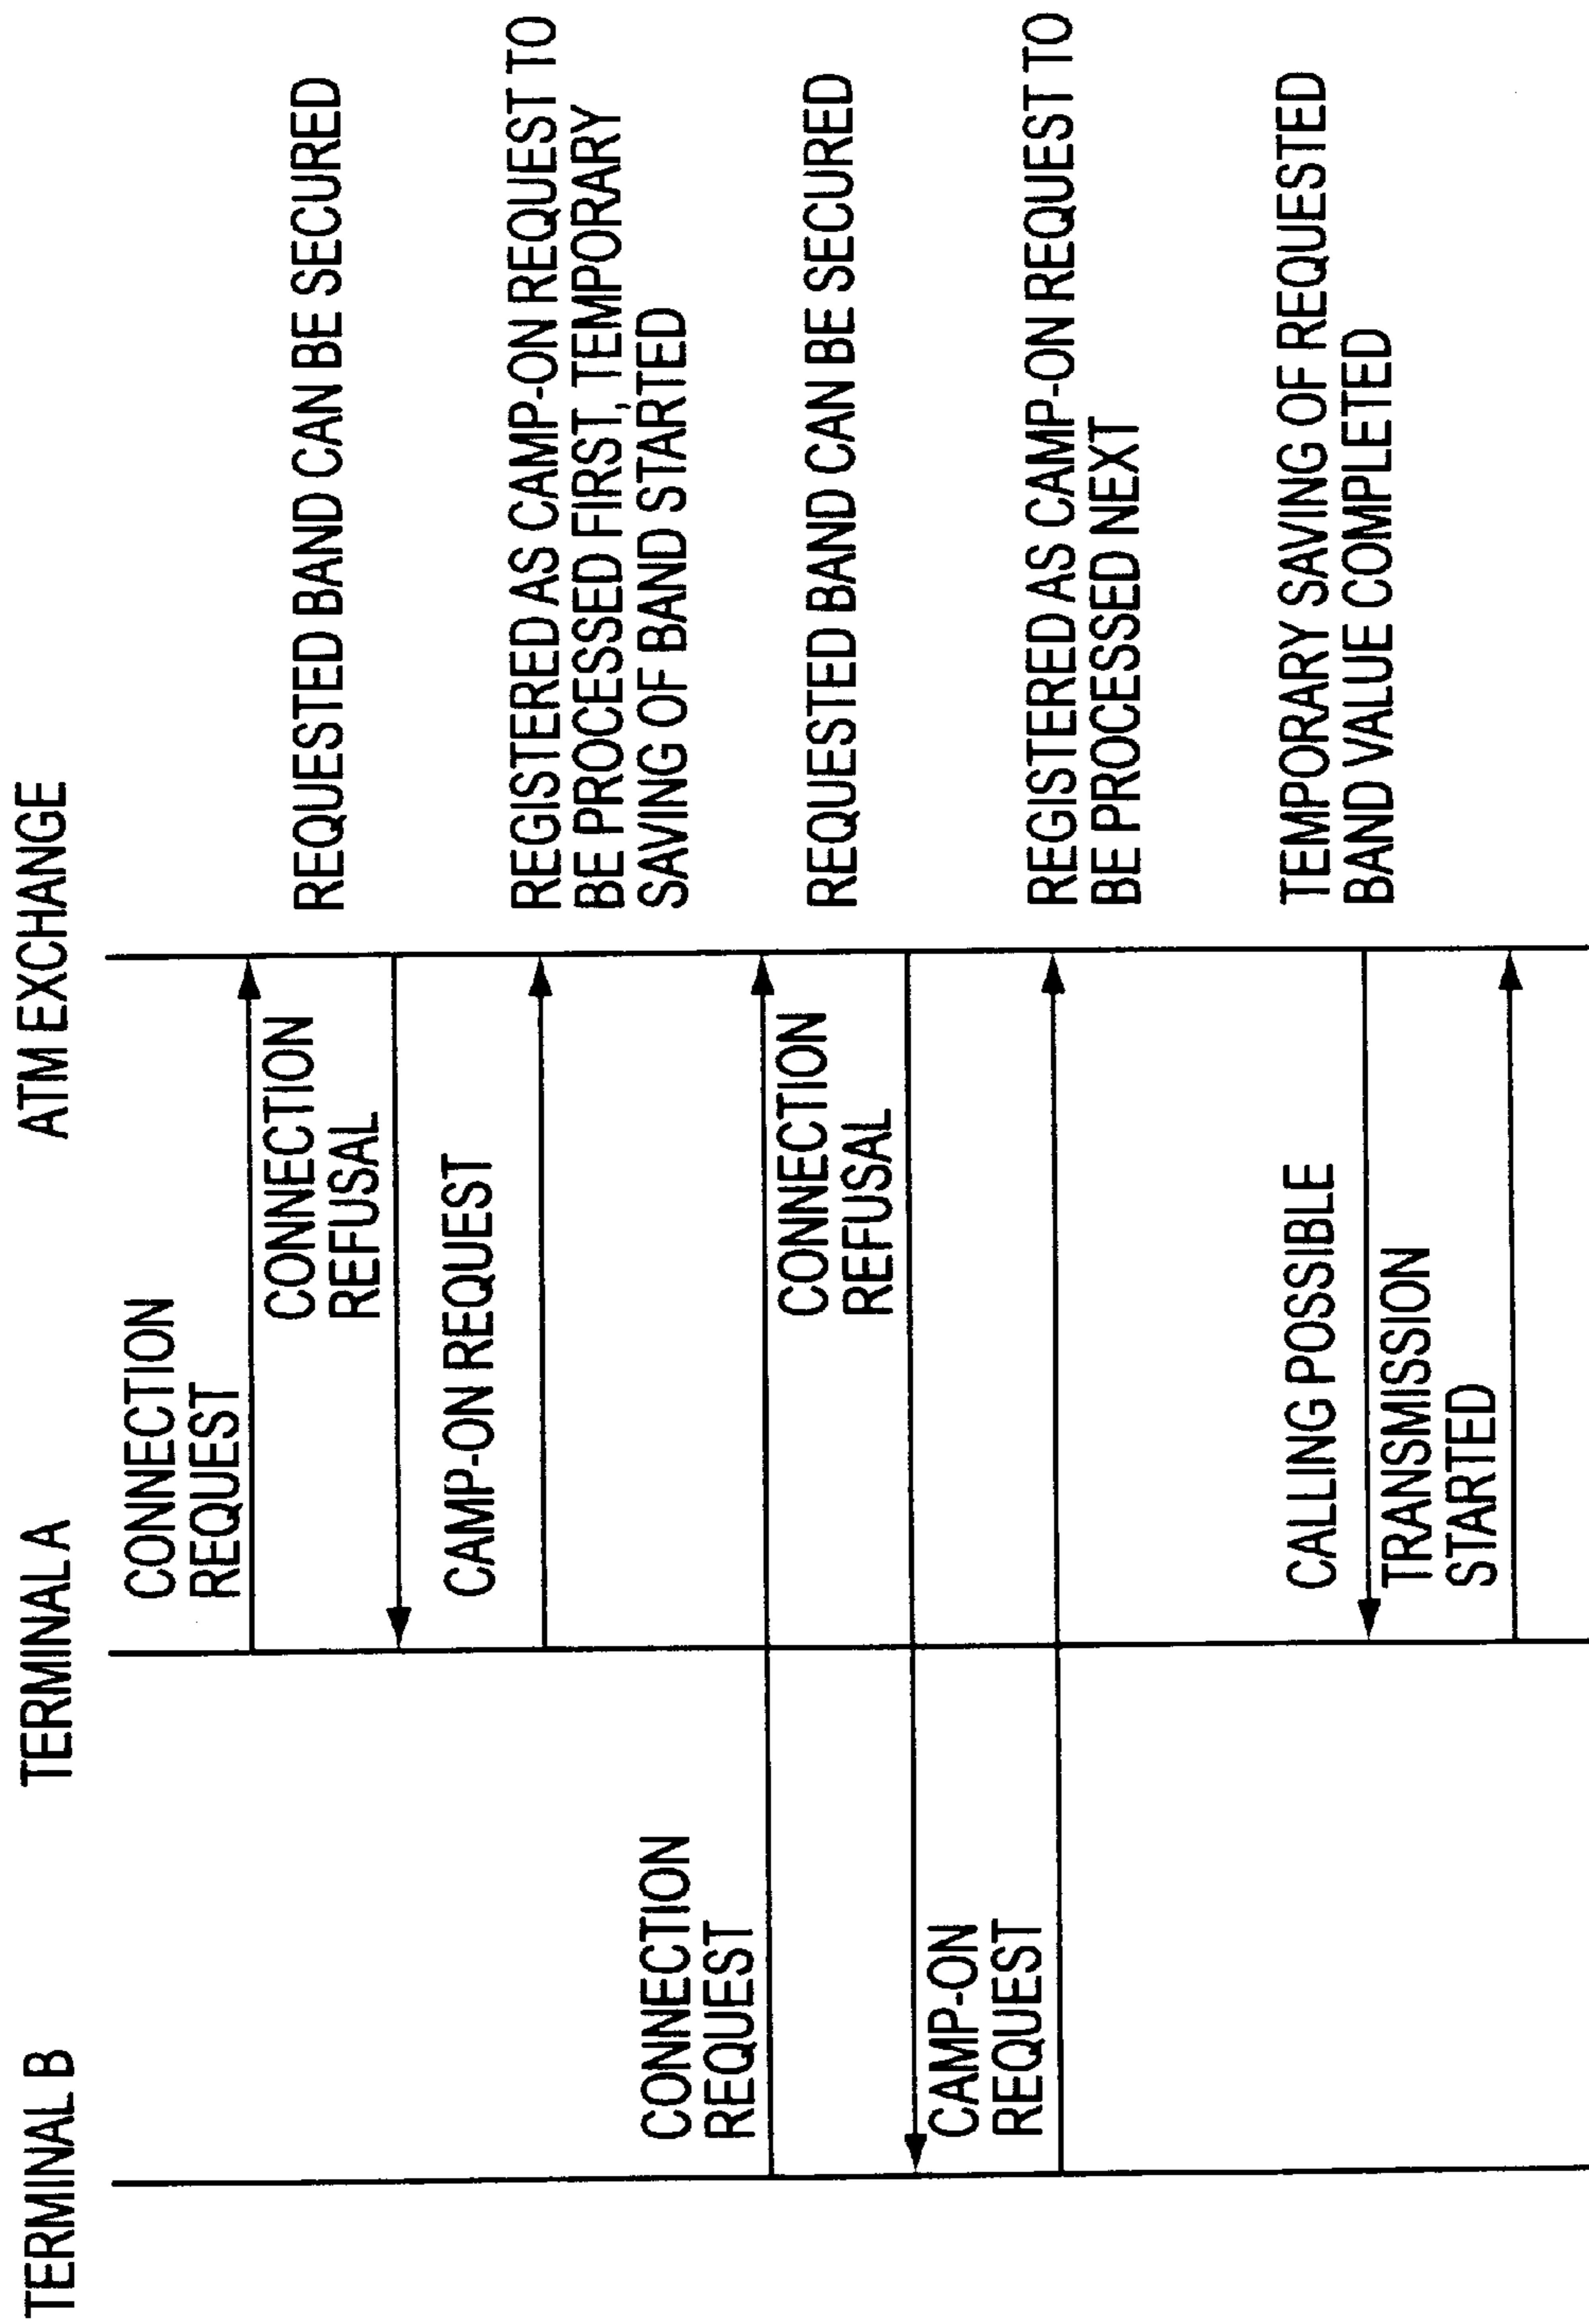 TERMINAL B
TERMINAL A
ATM EXCHANGE
CONNECTION
REQUEST
REQUESTED BAND CAN BE SECURED
CONNECTION
REFUSAL
CAMP-ON REQUEST
REGISTERED AS CAMP-ON REQUEST TO
BE PROCESSED FIRST, TEMPORARY
SAVING OF BAND STARTED
CONNECTION
REQUEST
REQUESTED BAND CAN BE SECURED
CONNECTION
REFUSAL
CAMP-ON
REQUEST
REGISTERED AS CAMP-ON REQUEST TO
BE PROCESSED NEXT
TEMPORARY SAVING OF REQUESTED
BAND VALUE COMPLETED
CALLING POSSIBLE
TRANSMISSION
STARTED